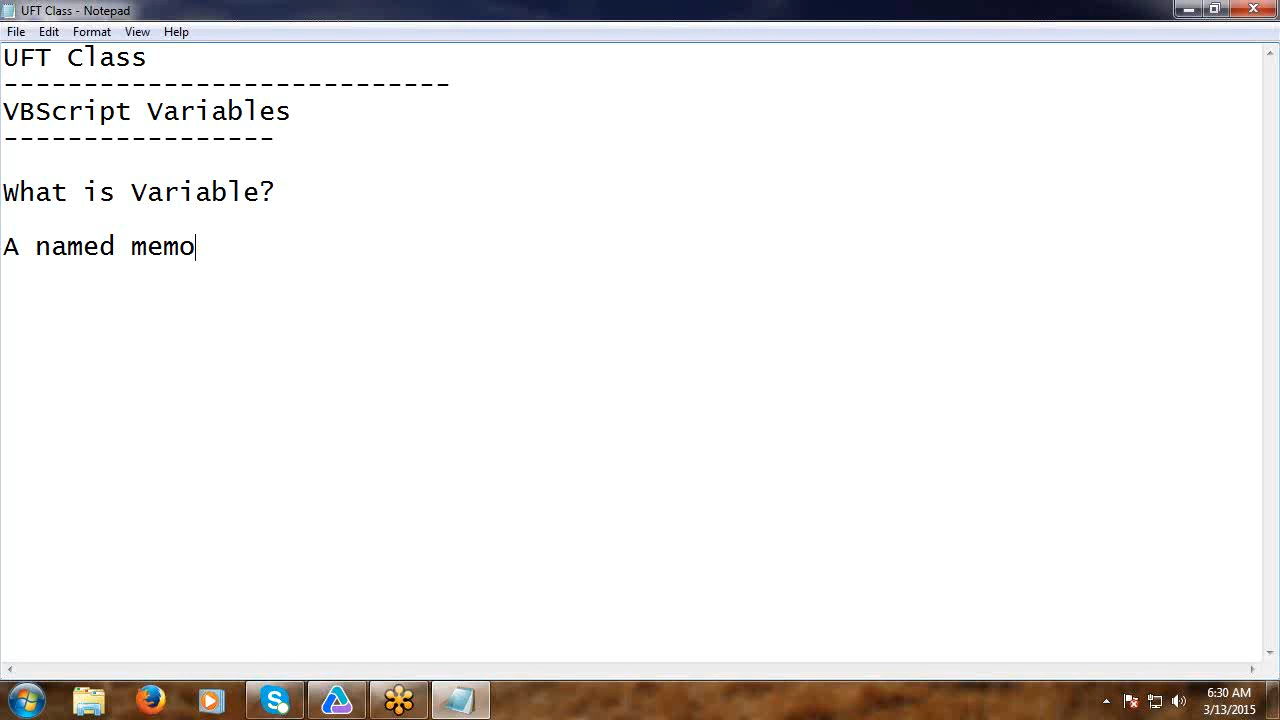 UFT Class - Notepad
File Edit Format View Help
UFT Class
----------------------------
VBScript Variables
-----------------
What is Variable?
A named memo
6:30 AM
3/13/2015